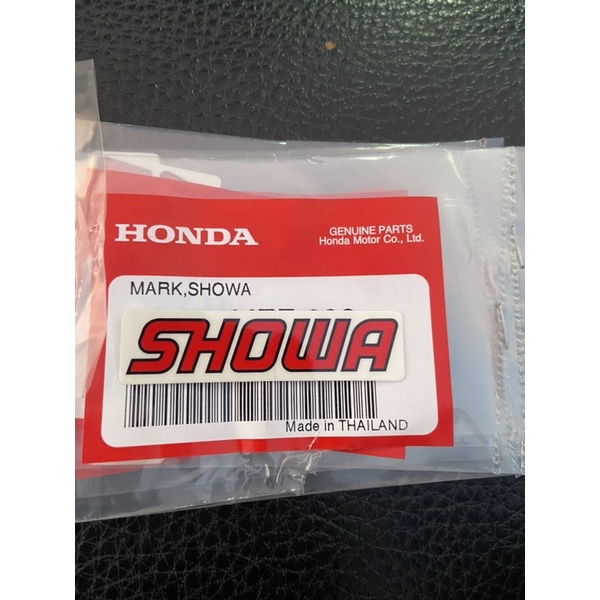 HONDA
GENUINE PARTS
Honda Motor Co., Ltd.
MARK,SHOWA
SHOWA
Made in THAILAND